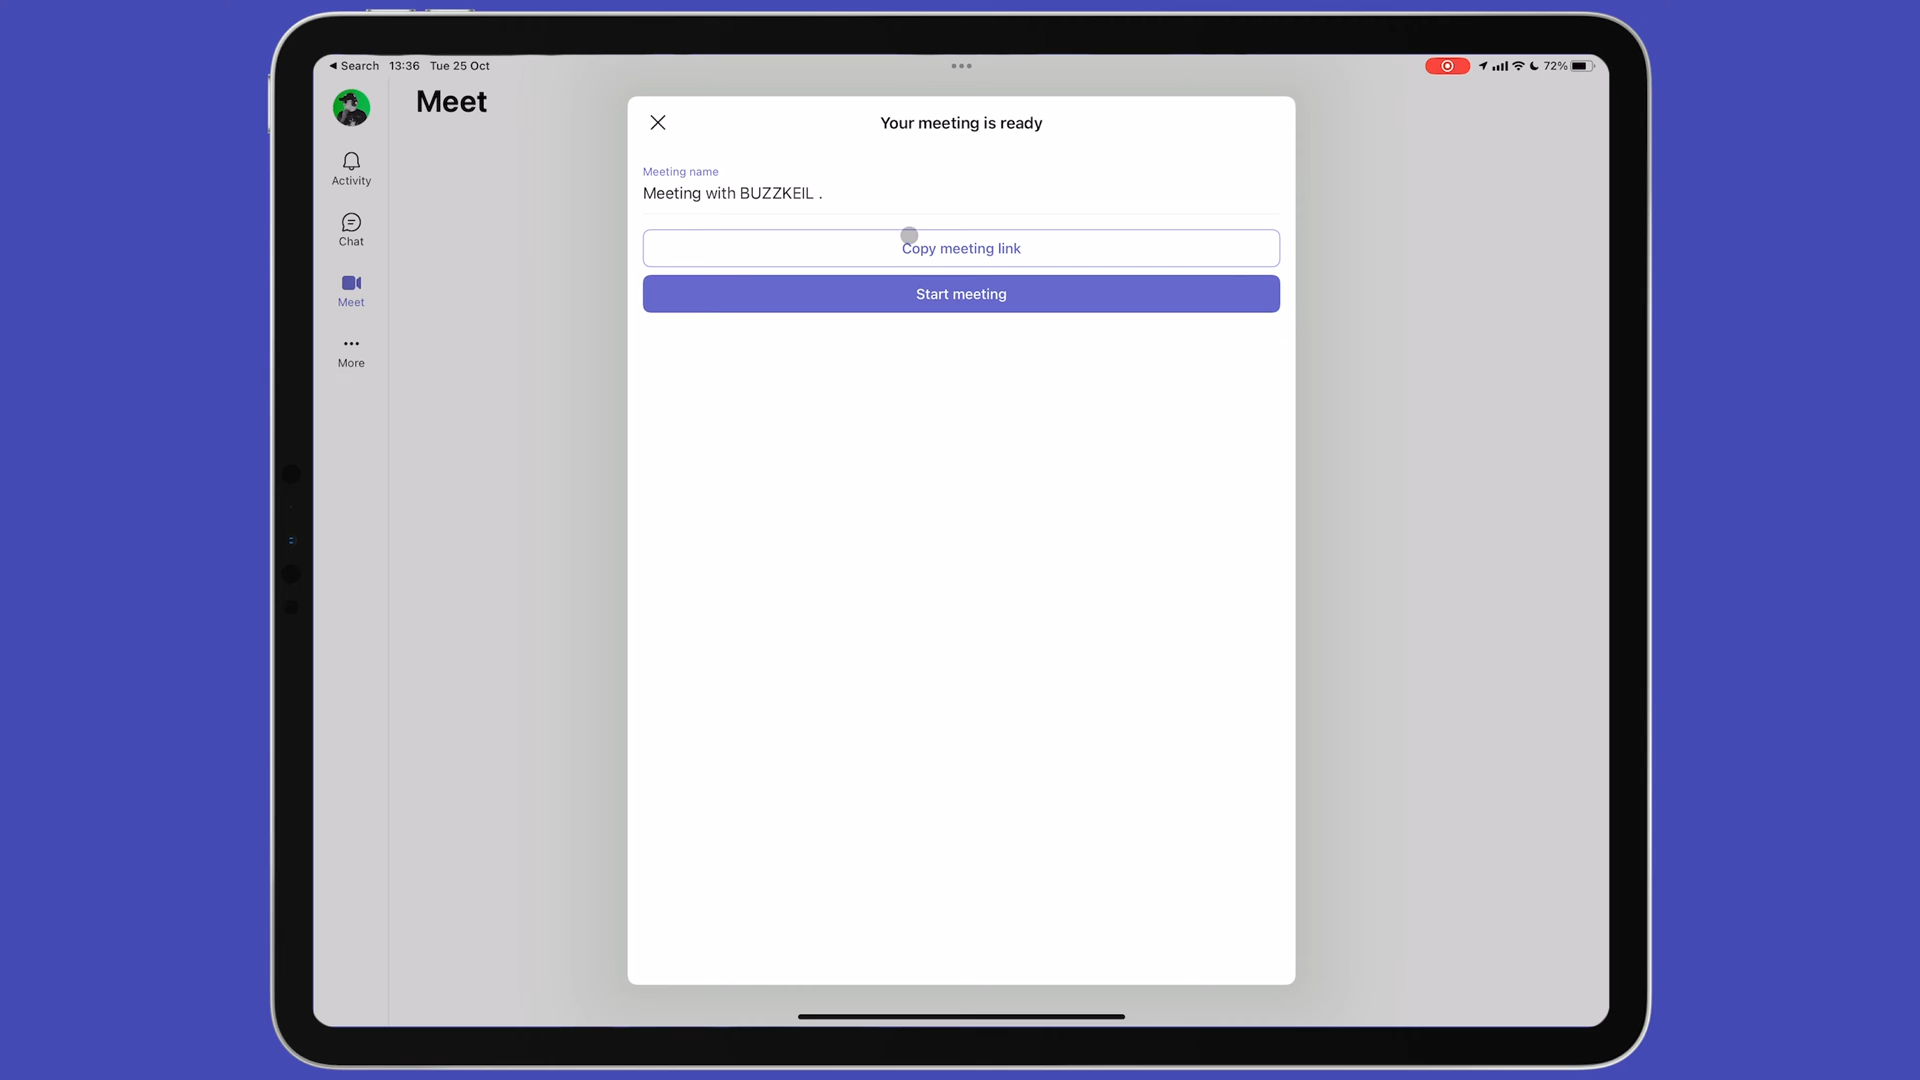 ◀ Search 13:36 Tue 25 Oct
72%
Meet
Activity
Chat
Meet
More
Your meeting is ready
Meeting name
Meeting with BUZZKEIL .
Copy meeting link
Start meeting